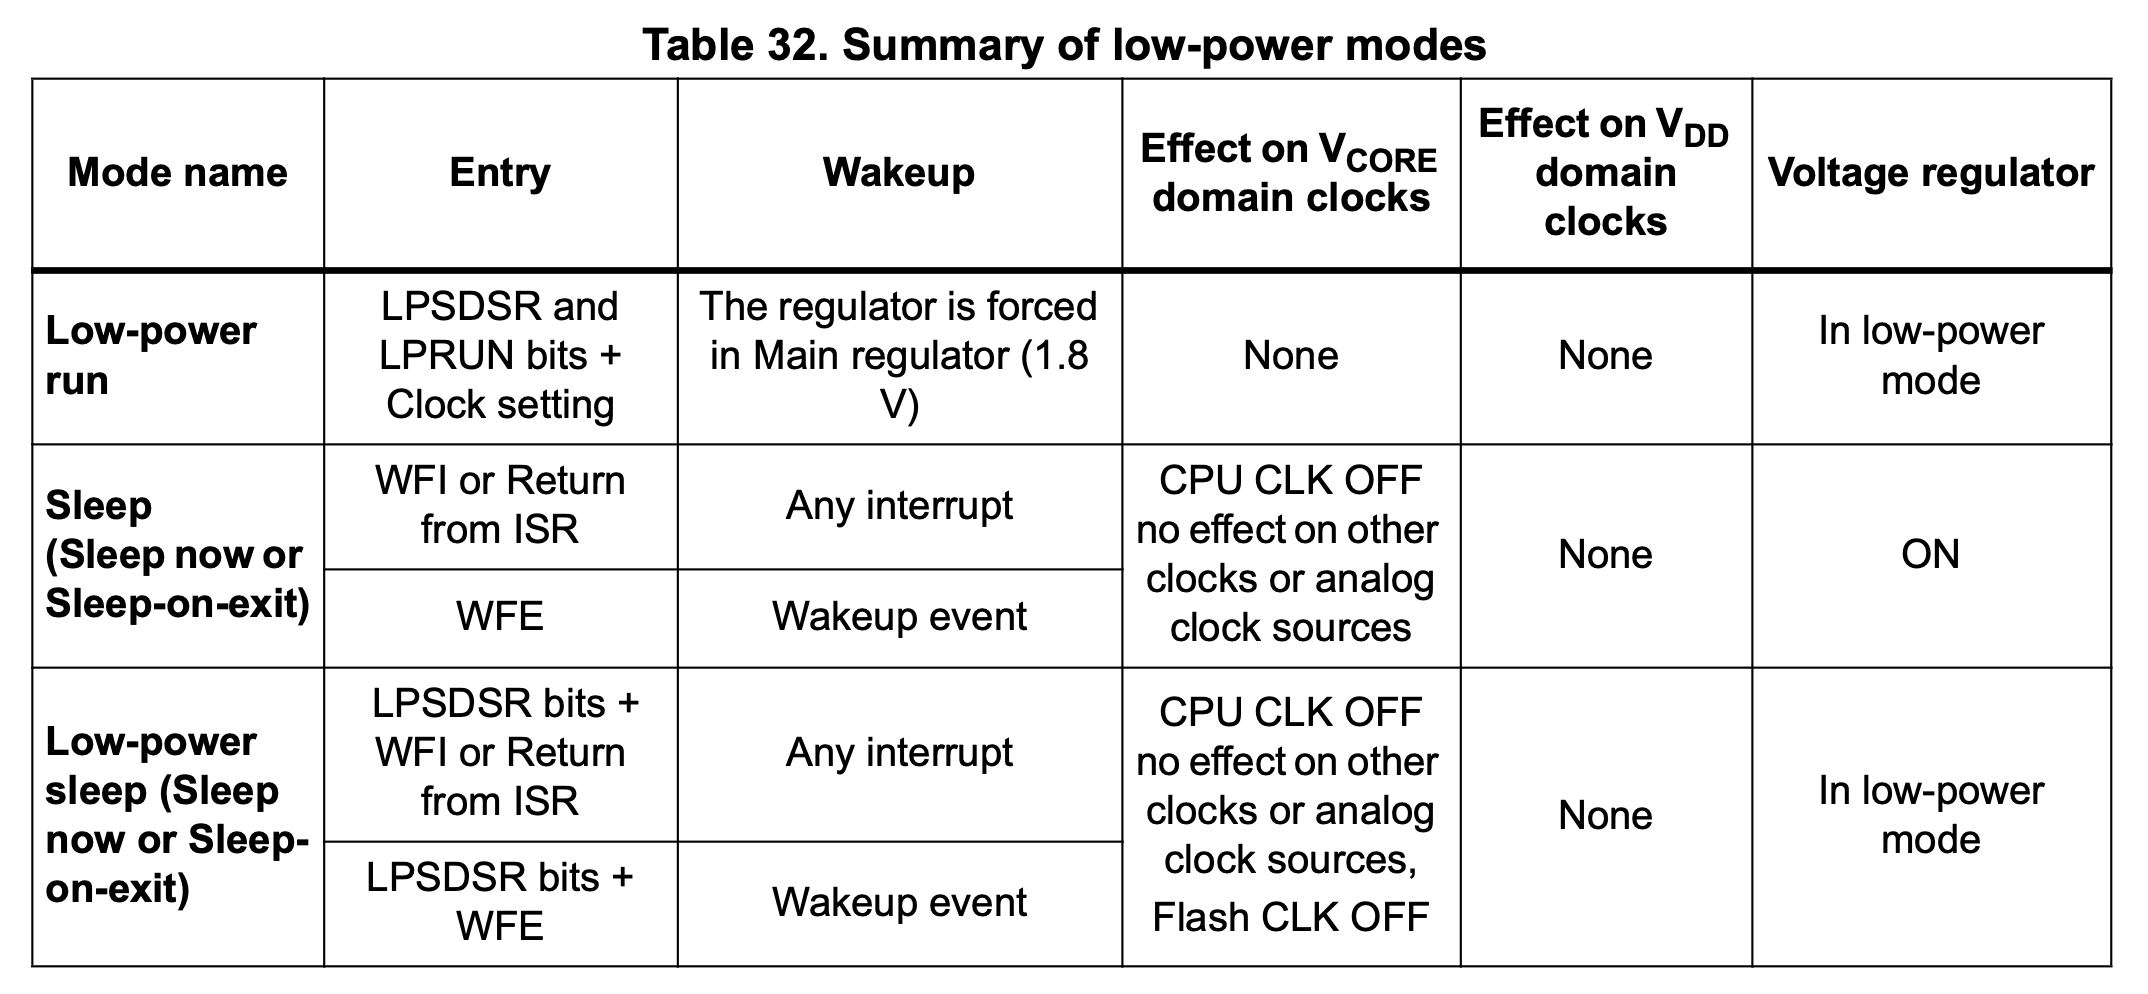 Table 32. Summary of low-power modes
Mode name
Entry
Wakeup
Effect on VCORE
domain clocks
Effect on VDD
domain
clocks
Voltage regulator
Low-power
run
LPSDSR and
LPRUN bits +
Clock setting
The regulator is forced
in Main regulator (1.8
V)
None
None
In low-power
mode
Sleep
(Sleep now or
Sleep-on-exit)
WFI or Return
from ISR
Any interrupt
WFE
Wakeup event
CPU CLK OFF
no effect on other
clocks or analog
clock sources
None
ON
Low-power
sleep (Sleep
now or Sleep-
on-exit)
LPSDSR bits +
WFI or Return
from ISR
Any interrupt
LPSDSR bits +
WFE
Wakeup event
CPU CLK OFF
no effect on other
clocks or analog
clock sources,
Flash CLK OFF
None
In low-power
mode